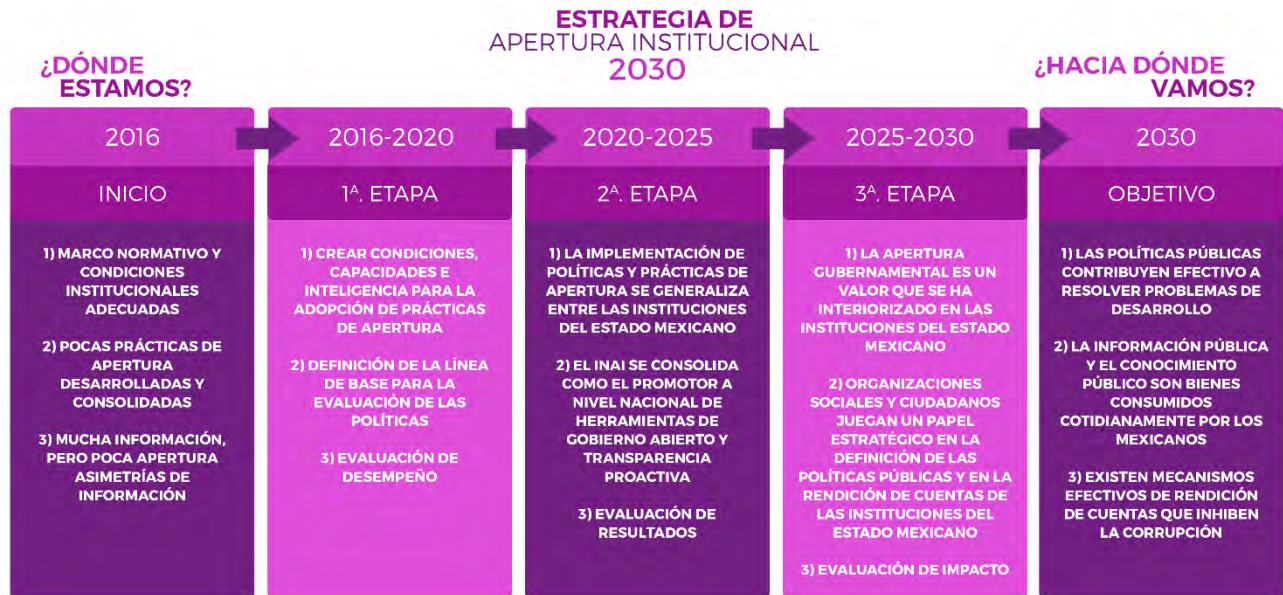 ESTRATEGIA DE
APERTURA INSTITUCIONAL
2030
¿DÓNDE
ESTAMOS?
¿HACIA DÓNDE
VAMOS?
2016
INICIO
1) MARCO NORMATIVO Y
CONDICIONES
INSTITUCIONALES
ADECUADAS
2) POCAS PRÁCTICAS DE
APERTURA
DESARROLLADAS Y
CONSOLIDADAS
3) MUCHA INFORMACIÓN,
PERO POCA APERTURA
ASIMETRÍAS DE
INFORMACIÓN
2016-2020
1ᴬ. ETAPA
1) CREAR CONDICIONES,
CAPACIDADES E
INTELIGENCIA PARA LA
ADOPCIÓN DE PRÁCTICAS
DE APERTURA
2) DEFINICIÓN DE LA LÍNEA
DE BASE PARA LA
EVALUACIÓN DE LAS
POLÍTICAS
3) EVALUACIÓN DE
DESEMPEÑO
2020-2025
2ᴬ. ETAPA
1) LA IMPLEMENTACIÓN DE
POLÍTICAS Y PRÁCTICAS DE
APERTURA SE GENERALIZA
ENTRE LAS INSTITUCIONES
DEL ESTADO MEXICANO
2) EL INAI SE CONSOLIDA
COMO EL PROMOTOR A
NIVEL NACIONAL DE
HERRAMIENTAS DE
GOBIERNO ABIERTO Y
TRANSPARENCIA
PROACTIVA
3) EVALUACIÓN DE
RESULTADOS
2025-2030
3ᴬ. ETAPA
1) LA APERTURA
GUBERNAMENTAL ES UN
VALOR QUE SE HA
INTERIORIZADO EN LAS
INSTITUCIONES DEL ESTADO
MEXICANO
2) ORGANIZACIONES
SOCIALES Y CIUDADANOS
JUEGAN UN PAPEL
ESTRATÉGICO EN LA
DEFINICIÓN DE LAS
POLÍTICAS PÚBLICAS Y EN LA
RENDICIÓN DE CUENTAS DE
LAS INSTITUCIONES DEL
ESTADO MEXICANO
3) EVALUACIÓN DE IMPACTO
2030
OBJETIVO
1) LAS POLÍTICAS PÚBLICAS
CONTRIBUYEN EFECTIVO A
RESOLVER PROBLEMAS DE
DESARROLLO
2) LA INFORMACIÓN PÚBLICA
Y EL CONOCIMIENTO
PÚBLICO SON BIENES
CONSUMIDOS
COTIDIANAMENTE POR LOS
MEXICANOS
3) EXISTEN MECANISMOS
EFECTIVOS DE RENDICIÓN
DE CUENTAS QUE INHIBEN
LA CORRUPCIÓN